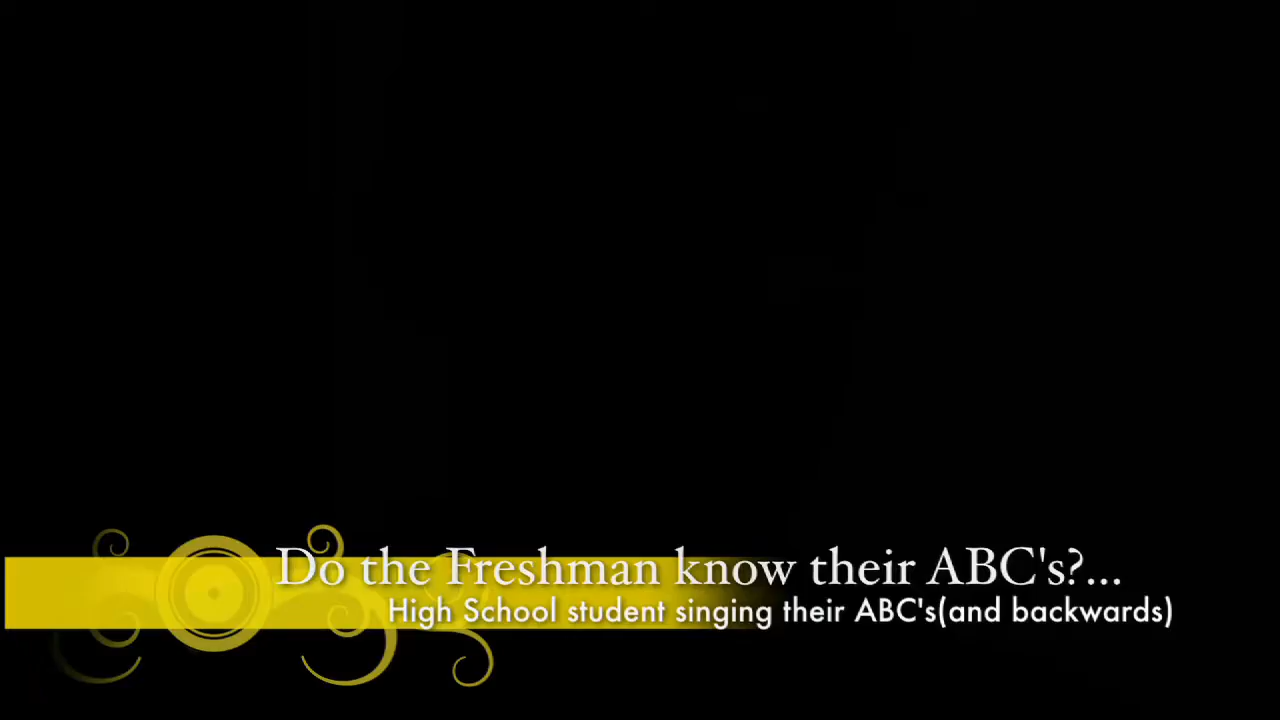 Do the Freshman know their ABC's?...
High School student singing their ABC's(and backwards)